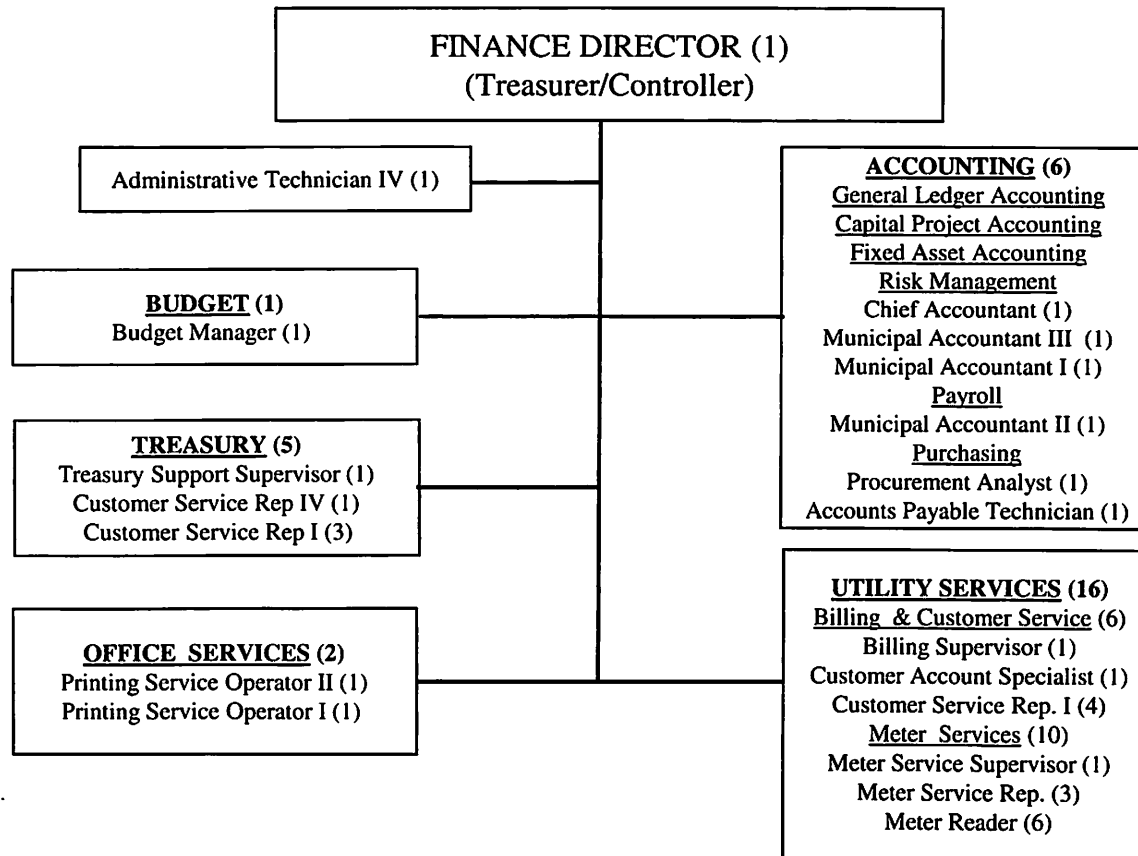 FINANCE DIRECTOR (1)
(Treasurer/Controller)
Administrative Technician IV (1)
BUDGET (1)
Budget Manager (1)
TREASURY (5)
Treasury Support Supervisor (1)
Customer Service Rep IV (1)
Customer Service Rep I (3)
OFFICE SERVICES (2)
Printing Service Operator II (1)
Printing Service Operator I (1)
ACCOUNTING (6)
General Ledger Accounting
Capital Project Accounting
Fixed Asset Accounting
Risk Management
Chief Accountant (1)
Municipal Accountant III (1)
Municipal Accountant I (1)
Payroll
Municipal Accountant II (1)
Purchasing
Procurement Analyst (1)
Accounts Payable Technician (1)
UTILITY SERVICES (16)
Billing & Customer Service (6)
Billing Supervisor (1)
Customer Account Specialist (1)
Customer Service Rep. I (4)
Meter Services (10)
Meter Service Supervisor (1)
Meter Service Rep. (3)
Meter Reader (6)